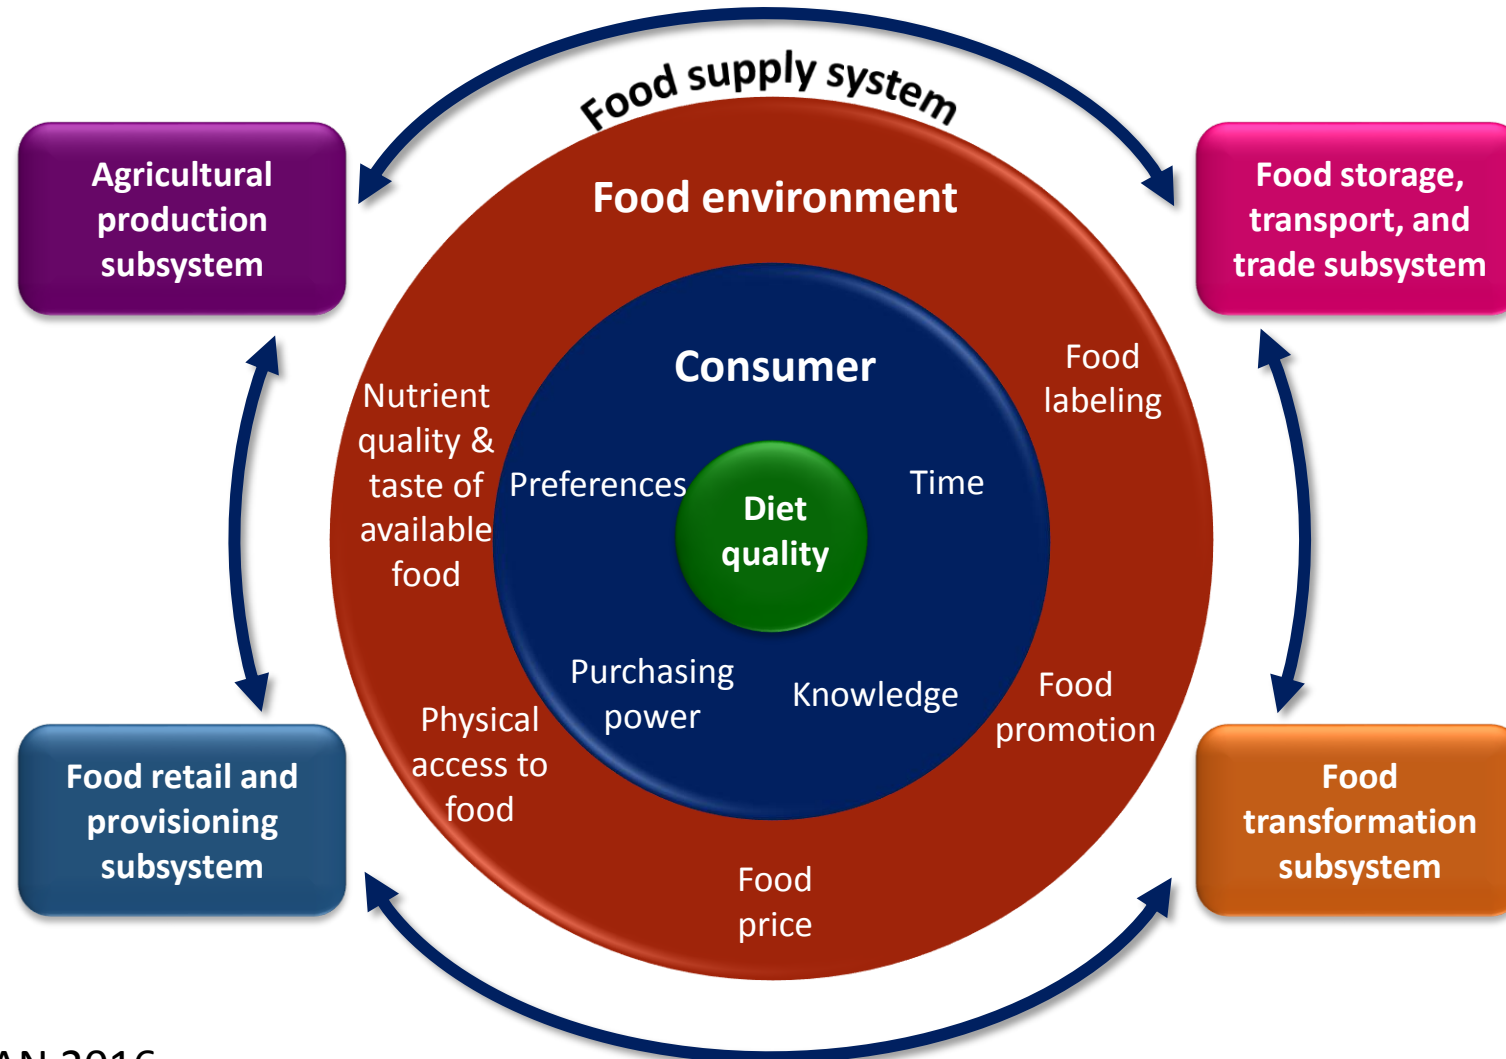 Food supply system
Agricultural
production
subsystem
Food storage,
transport, and
trade subsystem
Food environment
Consumer
Food
labeling
Nutrient
quality &
taste of
available
food
Preferences
Time
Diet
quality
Purchasing
power
Knowledge
Physical
access to
food
Food
promotion
Food
price
Food retail and
provisioning
subsystem
Food
transformation
subsystem
2016